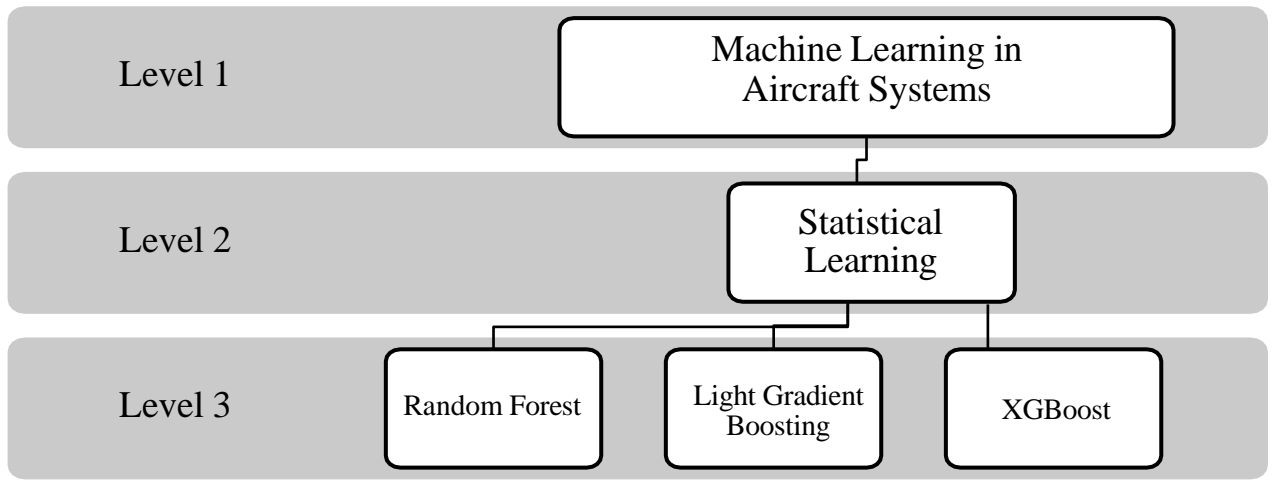 Level 1
Machine Learning in
Aircraft Systems
Level 2
Statistical
Learning
Level 3
Random Forest
Light Gradient
Boosting
XGBoost